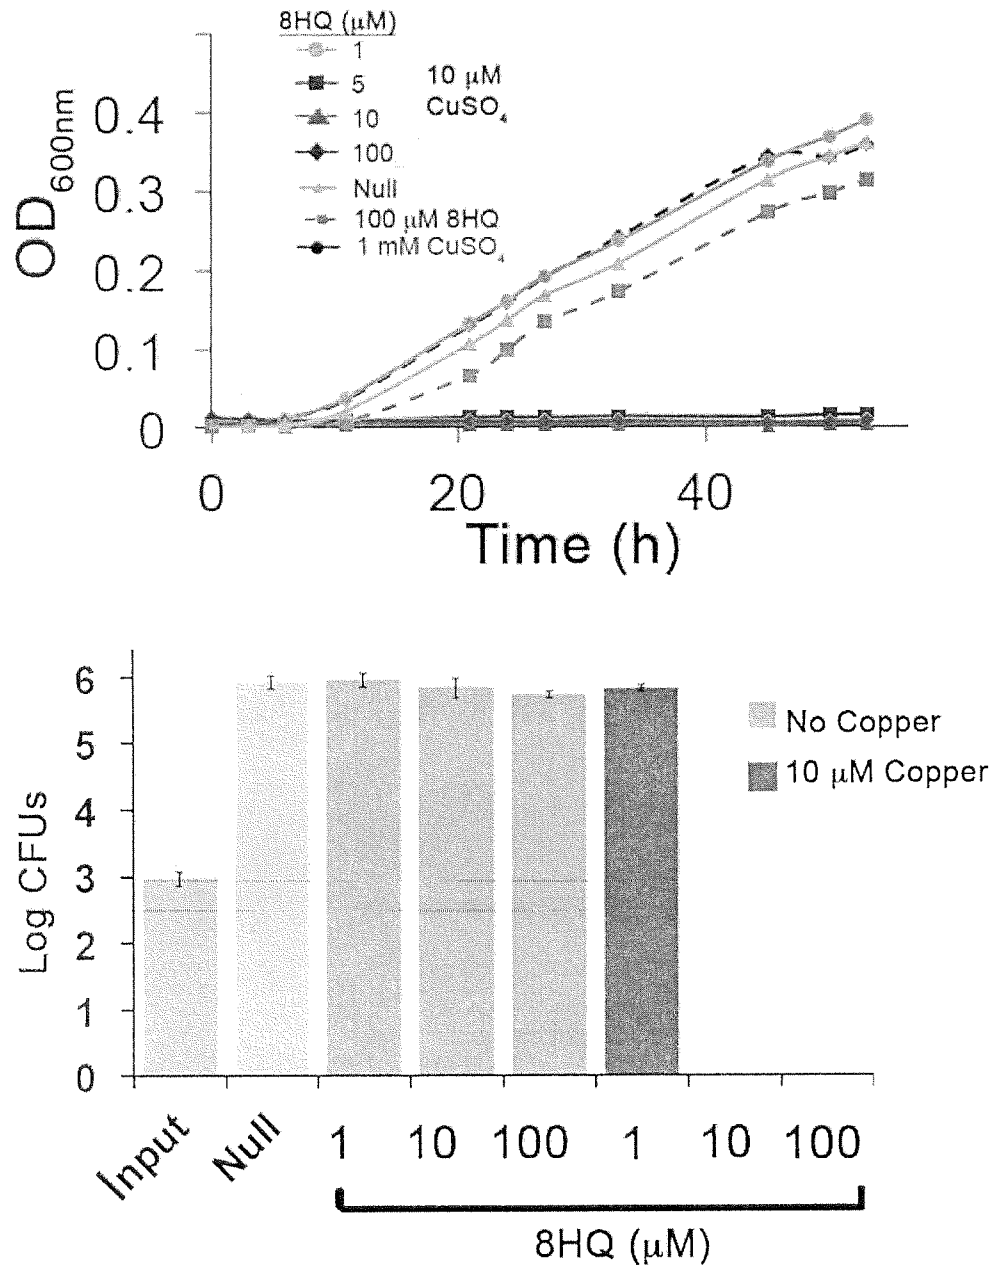 8HQ (µM)
1
5
10
100
10 µM
CuSO4
Null
100 µM 8HQ
1 mM CuSO4
OD600nm
0.4
0.3
0.2
0.1
0
0
20
40
Time (h)
Log CFUs
6
5
4
3
2
1
0
No Copper
10 µM Copper
Input
Null
1
10
100
1
10
100
8HQ (µM)